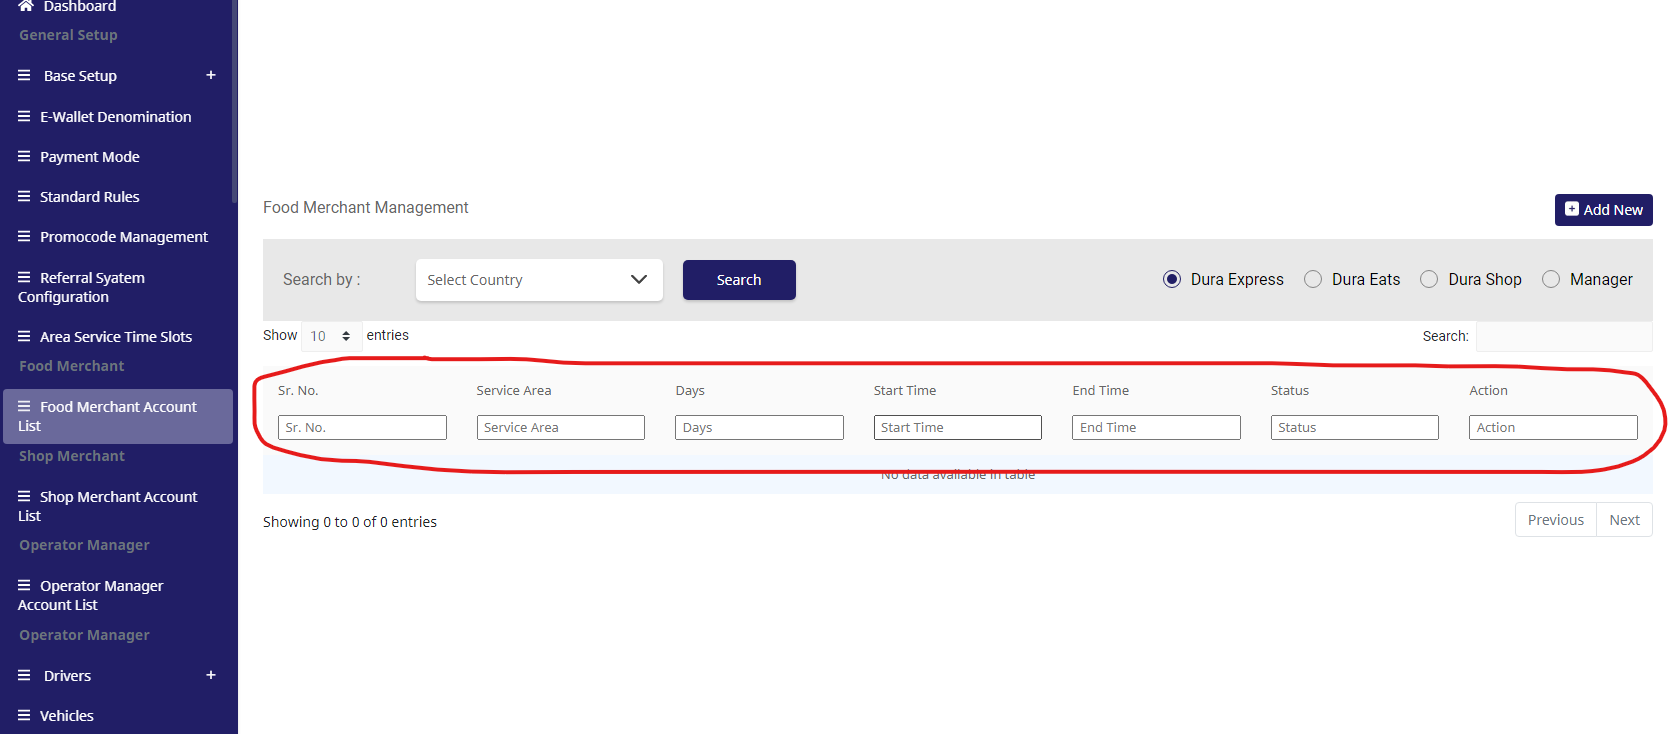 Dashboard
General Setup
Base Setup +
E-Wallet Denomination
Payment Mode
Standard Rules
Promocode Management
Referral Syatem
Configuration
Area Service Time Slots
Food Merchant
Food Merchant Account
List
Shop Merchant
Shop Merchant Account
List
Operator Manager
Operator Manager
Account List
Operator Manager
Drivers +
Vehicles
Food Merchant Management
Add New
Search by :
Select Country
Search
Dura Express
Dura Eats
Dura Shop
Manager
Show 10 entries
Search:
Sr. No. Service Area Days Start Time End Time Status Action
Sr. No. Service Area Days Start Time End Time Status Action
No data available in table
Showing 0 to 0 of 0 entries
Previous Next